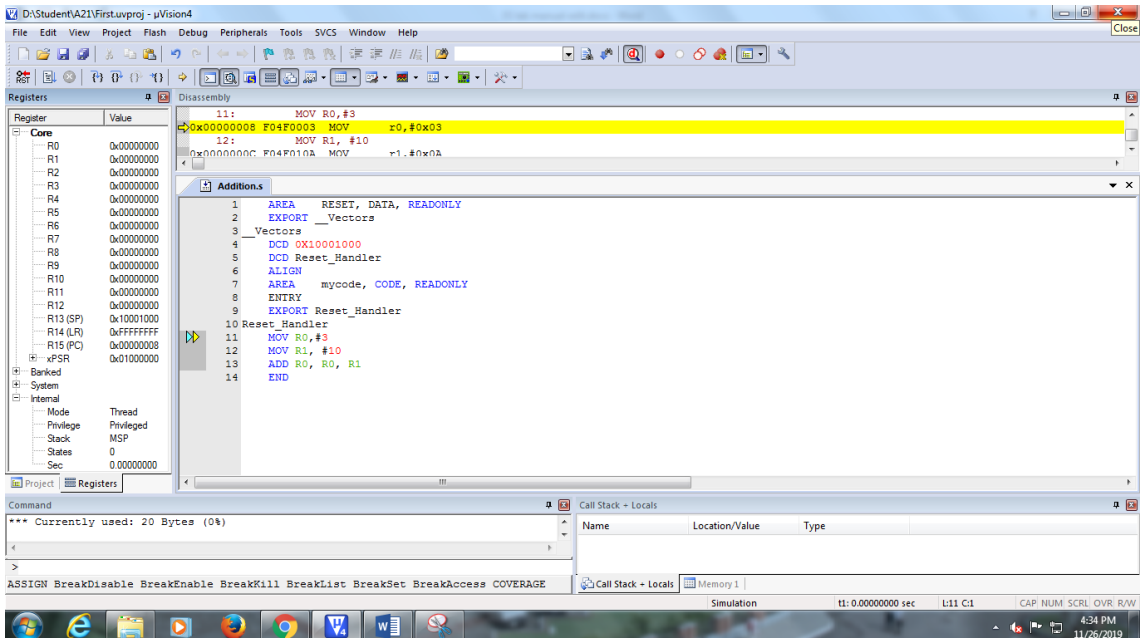 D:\Student\A21\First.uvproj - µVision4
File Edit View Project Flash Debug Peripherals Tools SVCS Window Help
Close
RST
Registers
Register Value
Core
R0 0x00000000
R1 0x00000000
R2 0x00000000
R3 0x00000000
R4 0x00000000
R5 0x00000000
R6 0x00000000
R7 0x00000000
R8 0x00000000
R9 0x00000000
R10 0x00000000
R11 0x00000000
R12 0x00000000
R13 (SP) 0x10001000
R14 (LR) 0xFFFFFFFF
R15 (PC) 0x00000008
xPSR 0x01000000
Banked
System
Internal
Mode Thread
Privilege Privileged
Stack MSP
States 0
Sec 0.00000000
Project Registers
Disassembly
11: MOV R0,#3
0x00000008 F04F0003 MOV r0,#0x03
12: MOV R1, #10
0x0000000C F04F010A MOV r1,#0x0A
Addition.s
1 AREA RESET, DATA, READONLY
2 EXPORT __Vectors
3 __Vectors
4 DCD 0X10001000
5 DCD Reset_Handler
6 ALIGN
7 AREA mycode, CODE, READONLY
8 ENTRY
9 EXPORT Reset_Handler
10 Reset_Handler
11 MOV R0,#3
12 MOV R1, #10
13 ADD R0, R0, R1
14 END
Command
*** Currently used: 20 Bytes (0%)
>
ASSIGN BreakDisable BreakEnable BreakKill BreakList BreakSet BreakAccess COVERAGE
Call Stack + Locals
Name Location/Value Type
Call Stack + Locals Memory 1
Simulation t1: 0.00000000 sec L:11 C:1 CAP NUM SCRL OVR R/W
4:34 PM
11/26/2019